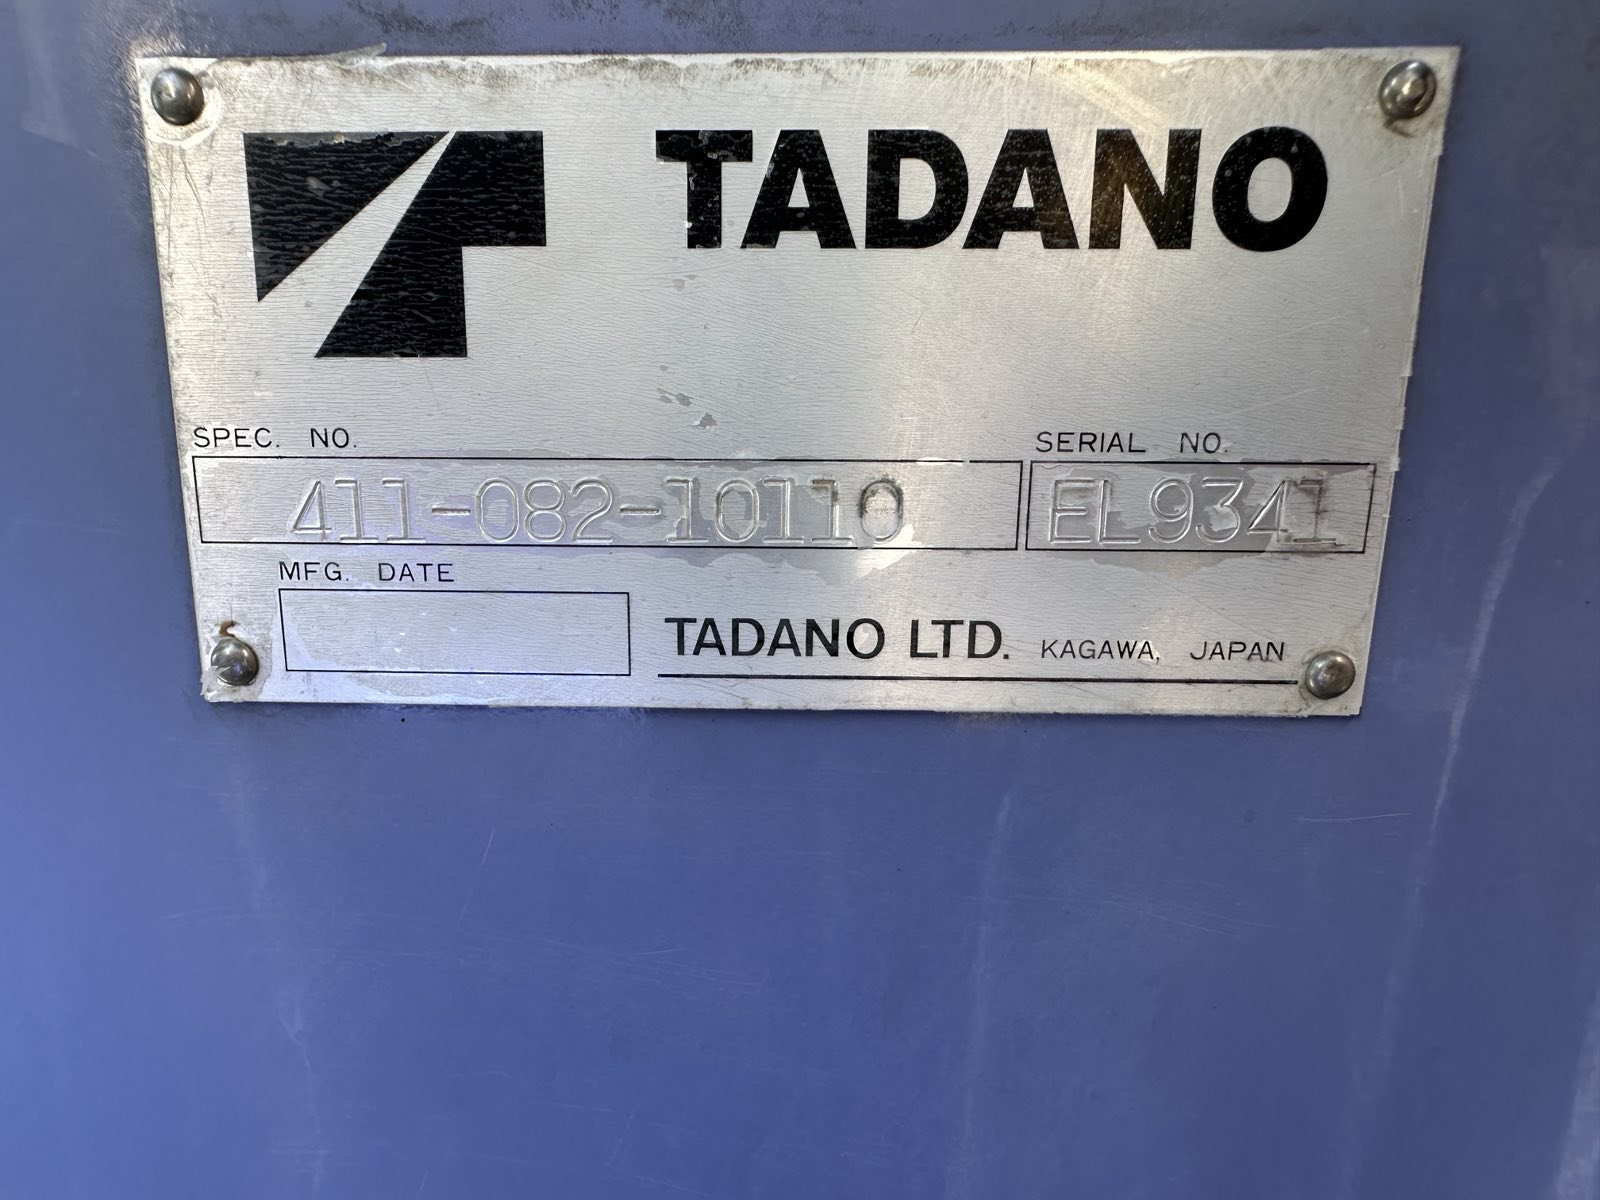 TADANO
SPEC. NO. SERIAL NO.
411-082-10110 EL9341
MFG. DATE
TADANO LTD. KAGAWA, JAPAN